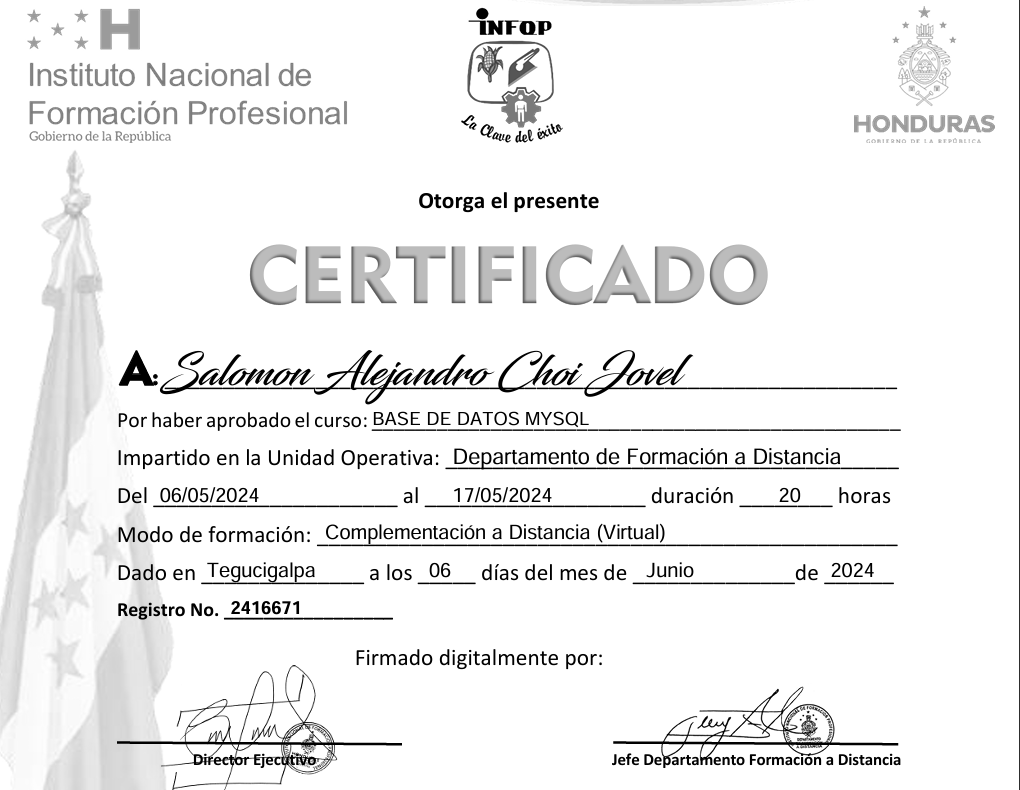 H
Instituto Nacional de
Formación Profesional
Gobierno de la República
INFOP
La Clave del éxito
HONDURAS
GOBIERNO DE LA REPÚBLICA
Otorga el presente
CERTIFICADO
A: Salomon Alejandro Choi Jovel
Por haber aprobado el curso: BASE DE DATOS MYSQL
Impartido en la Unidad Operativa: Departamento de Formación a Distancia
Del 06/05/2024 al 17/05/2024 duración 20 horas
Modo de formación: Complementación a Distancia (Virtual)
Dado en Tegucigalpa a los 06 días del mes de Junio de 2024
Registro No. 2416671
Firmado digitalmente por:
Director Ejecutivo
Jefe Departamento Formación a Distancia